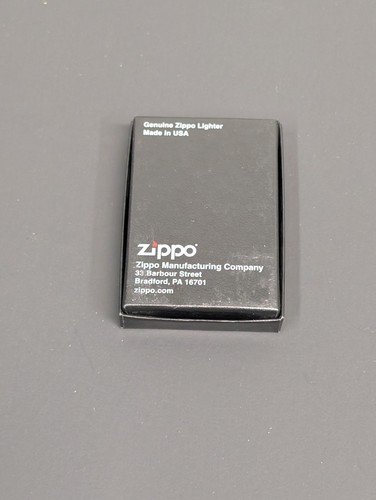 Genuine Zippo Lighter
Made in USA
zippo
Zippo Manufacturing Company
33 Barbour Street
Bradford, PA 16701
zippo.com